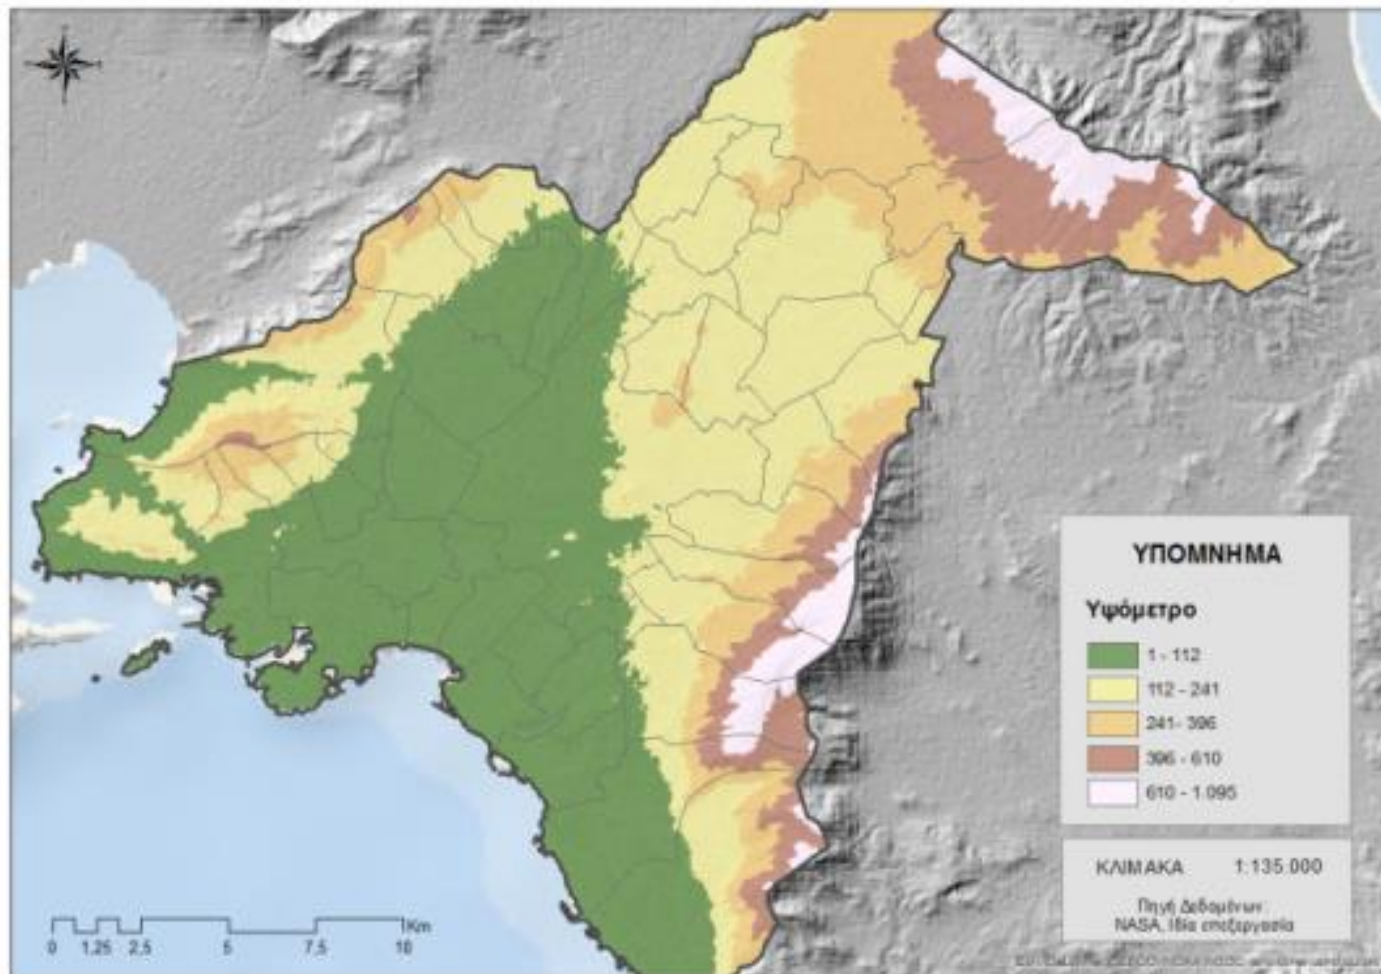 ΥΠΟΜΝΗΜΑ
Υψόμετρο
1 - 112
112 - 241
241- 396
396 - 610
610 - 1.095
ΚΛΙΜΑΚΑ 1:135.000
Πηγή Δεδομένων:
NASA, Ιδία επεξεργασία
0 1,25 2,5 5 7,5 10 Km